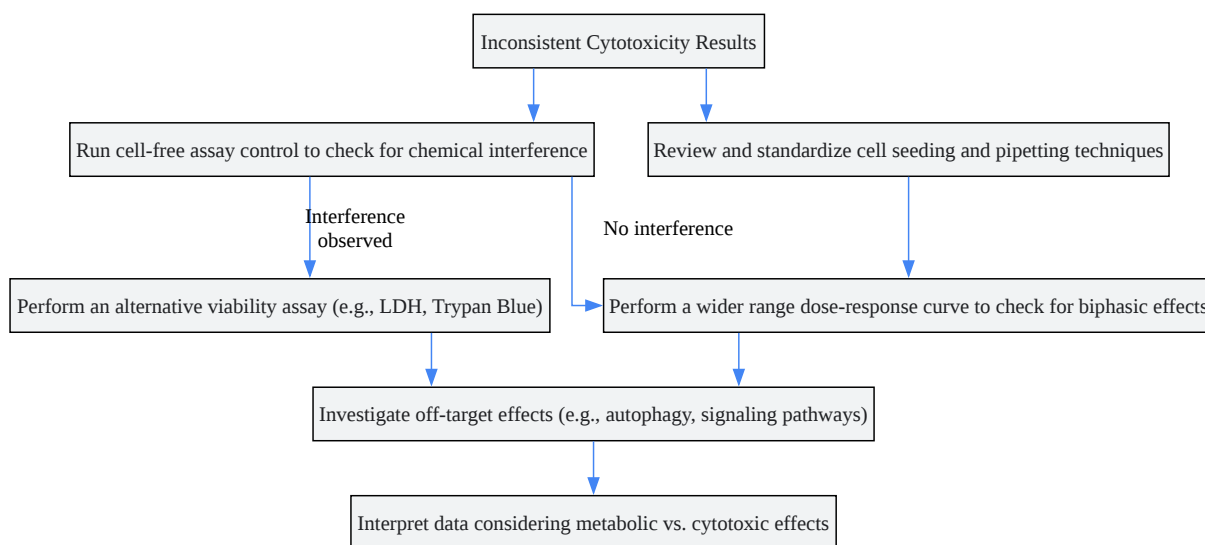 Inconsistent Cytotoxicity Results
Run cell-free assay control to check for chemical interference
Review and standardize cell seeding and pipetting techniques
Interference
observed
No interference
Perform an alternative viability assay (e.g., LDH, Trypan Blue)
Perform a wider range dose-response curve to check for biphasic effects
Investigate off-target effects (e.g., autophagy, signaling pathways)
Interpret data considering metabolic vs. cytotoxic effects